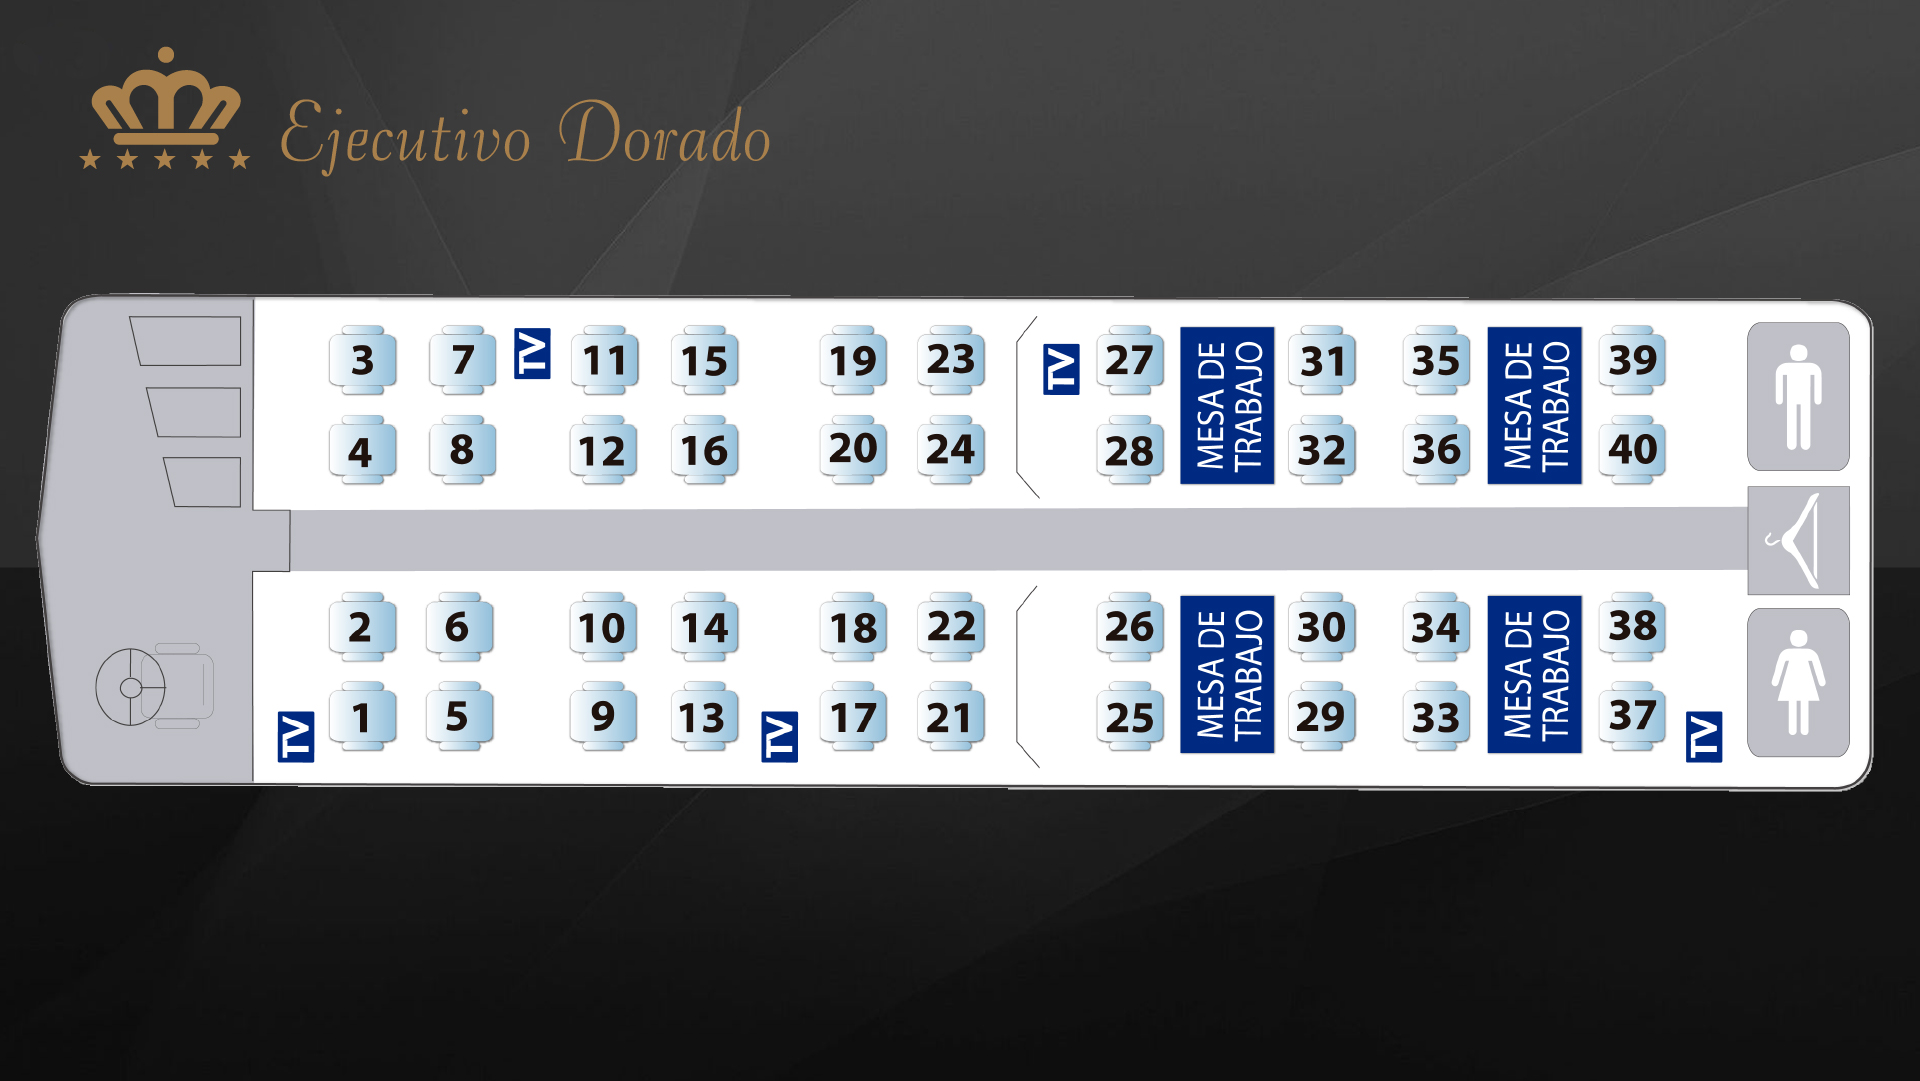 Ejecutivo Dorado
3 7 TV 11 15 19 23 TV 27 MESA DE TRABAJO 31 35 MESA DE TRABAJO 39
4 8 12 16 20 24 28 32 36 40
2 6 10 14 18 22 26 MESA DE TRABAJO 30 34 MESA DE TRABAJO 38
TV 1 5 9 13 TV 17 21 25 29 33 37 TV